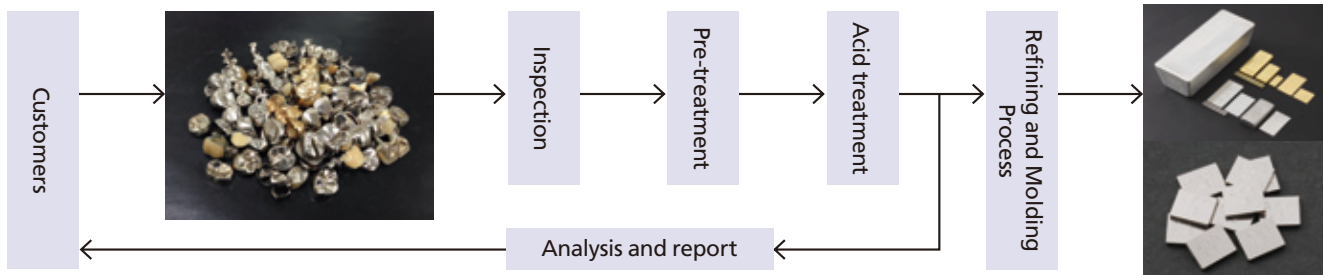 Customers
Inspection
Pre-treatment
Acid treatment
Refining and Molding
Process
Analysis and report